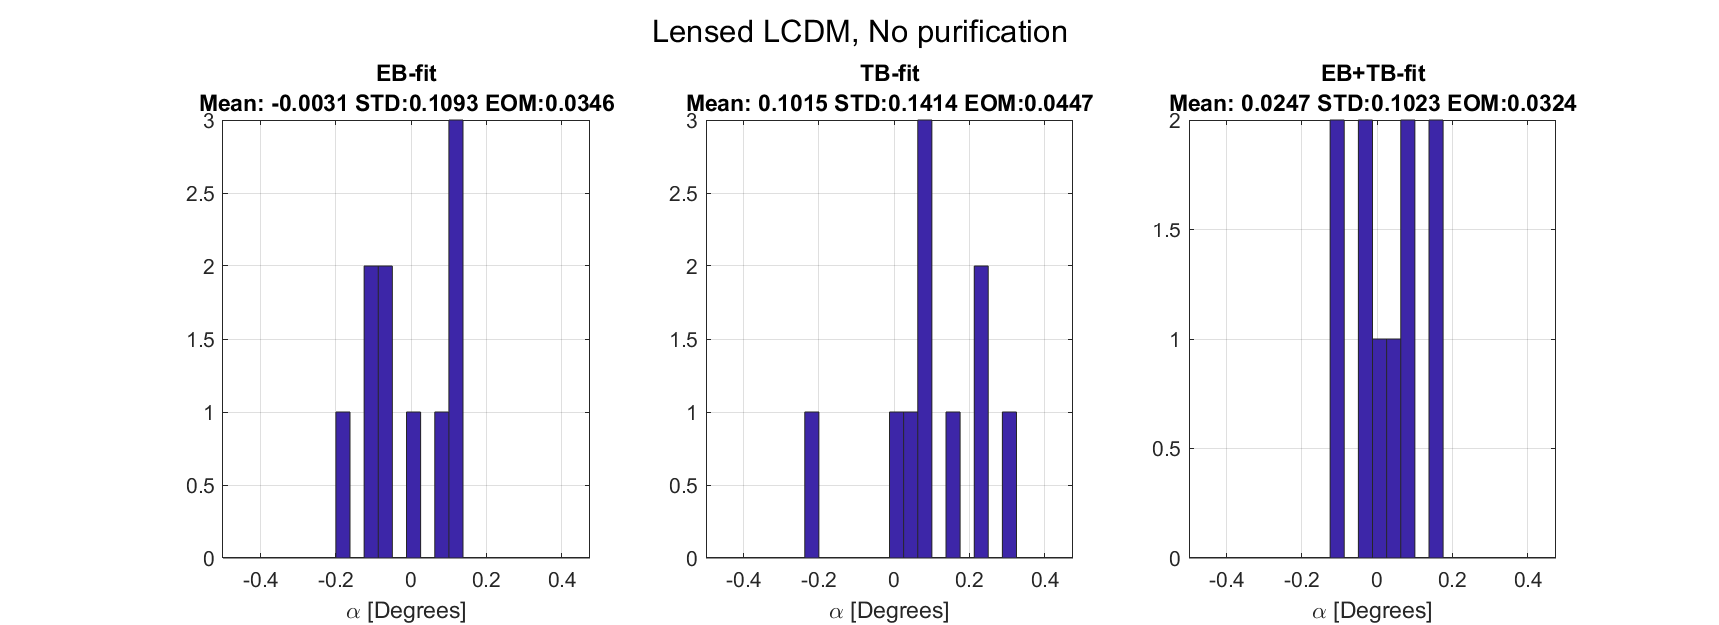 Lensed LCDM, No purification
EB-fit
Mean: -0.0031 STD:0.1093 EOM:0.0346
3
2.5
2
1.5
1
0.5
0
-0.4 -0.2 0 0.2 0.4
α [Degrees]
TB-fit
Mean: 0.1015 STD:0.1414 EOM:0.0447
3
2.5
2
1.5
1
0.5
0
-0.4 -0.2 0 0.2 0.4
α [Degrees]
EB+TB-fit
Mean: 0.0247 STD:0.1023 EOM:0.0324
2
1.5
1
0.5
0
-0.4 -0.2 0 0.2 0.4
α [Degrees]